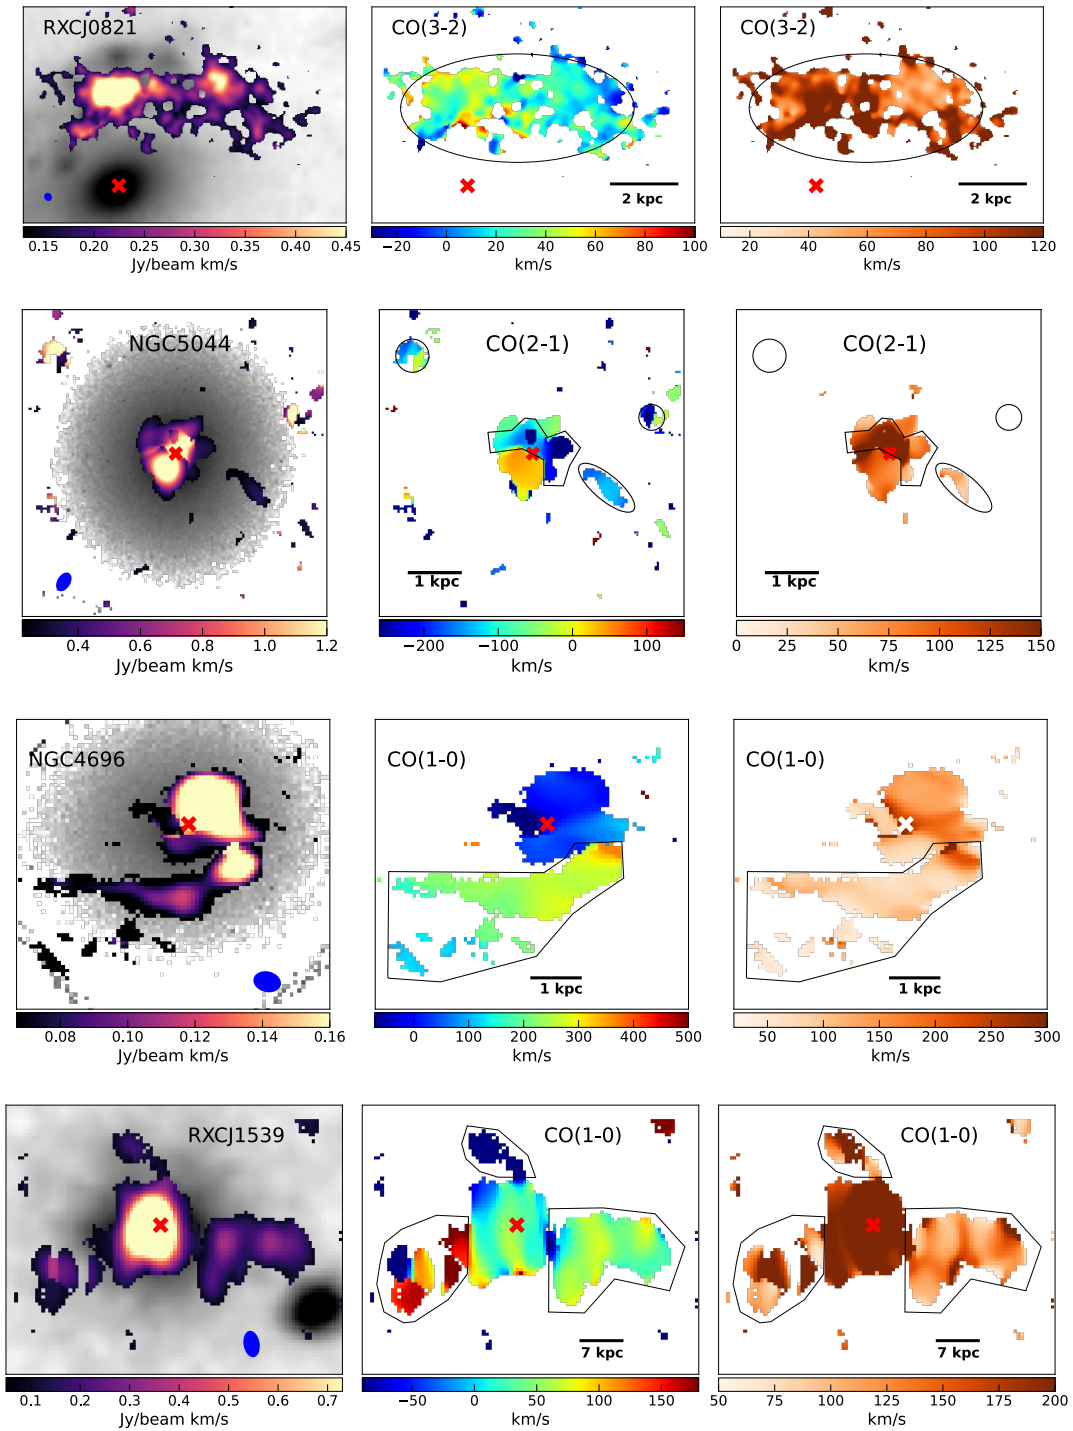 RXCJ0821 CO(3-2) CO(3-2)
2 kpc 2 kpc
0.15 0.20 0.25 0.30 0.35 0.40 0.45 −20 0 20 40 60 80 100 20 40 60 80 100 120
Jy/beam km/s km/s km/s
NGC5044 CO(2-1) CO(2-1)
1 kpc 1 kpc
0.4 0.6 0.8 1.0 1.2 −200 −100 0 100 0 25 50 75 100 125 150
Jy/beam km/s km/s km/s
NGC4696 CO(1-0) CO(1-0)
1 kpc 1 kpc
0.08 0.10 0.12 0.14 0.16 0 100 200 300 400 500 50 100 150 200 250 300
Jy/beam km/s km/s km/s
RXCJ1539 CO(1-0) CO(1-0)
7 kpc 7 kpc
0.1 0.2 0.3 0.4 0.5 0.6 0.7 −50 0 50 100 150 50 75 100 125 150 175 200
Jy/beam km/s km/s km/s